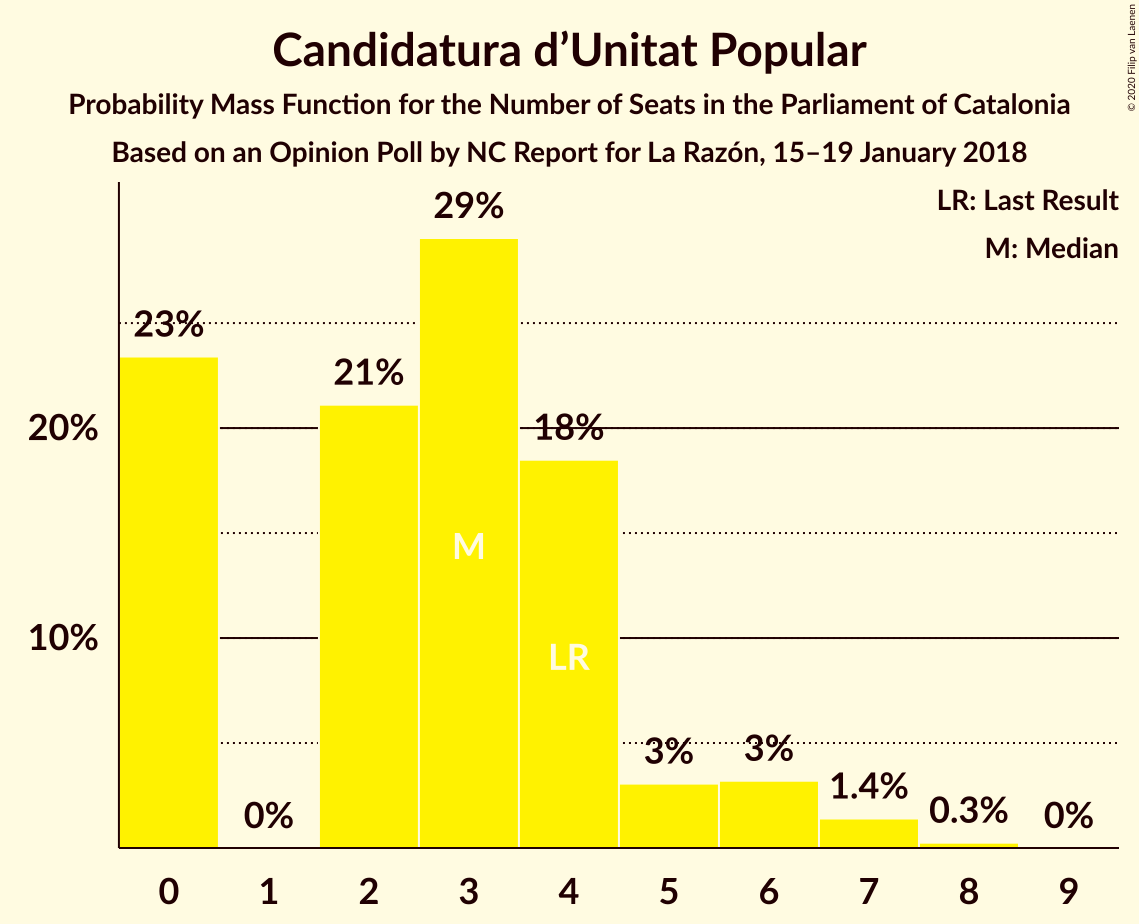 Candidatura d’Unitat Popular
Probability Mass Function for the Number of Seats in the Parliament of Catalonia
Based on an Opinion Poll by NC Report for La Razón, 15–19 January 2018
© 2020 Filip van Laenen
LR: Last Result
M: Median
29%
23%
21%
20%
18%
M
10%
LR
3%
3%
1.4%
0.3%
0%
0%
0 1 2 3 4 5 6 7 8 9